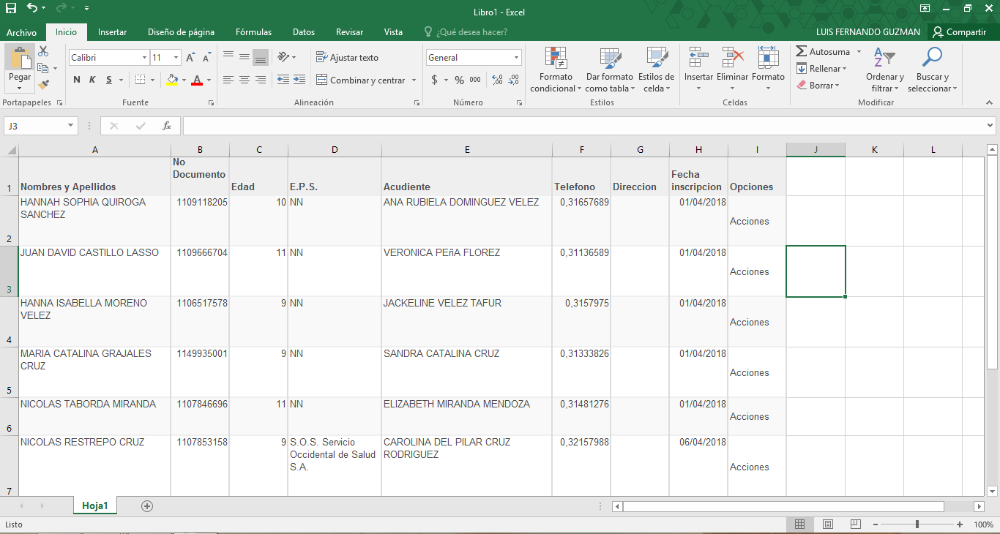 Libro1 - Excel
Archivo Inicio Insertar Diseño de página Fórmulas Datos Revisar Vista ¿Qué desea hacer? LUIS FERNANDO GUZMAN Compartir
Pegar
Calibri 11 A A
N K S A
Ajustar texto
Combinar y centrar
General
$ % 000 ,00 ,00
Formato condicional
Dar formato como tabla
Estilos de celda
Insertar Eliminar Formato
Autosuma
Rellenar
Borrar
Ordenar y filtrar
Buscar y seleccionar
Portapapeles Fuente Alineación Número Estilos Celdas Modificar
J3 fx
A B C D E F G H I J K L
1 Nombres y Apellidos No Documento Edad E.P.S. Acudiente Telefono Direccion Fecha inscripcion Opciones
2 HANNAH SOPHIA QUIROGA SANCHEZ 1109118205 10 NN ANA RUBIELA DOMINGUEZ VELEZ 0,31657689 01/04/2018 Acciones
3 JUAN DAVID CASTILLO LASSO 1109666704 11 NN VERONICA PEñA FLOREZ 0,31136589 01/04/2018 Acciones
4 HANNA ISABELLA MORENO VELEZ 1106517578 9 NN JACKELINE VELEZ TAFUR 0,3157975 01/04/2018 Acciones
5 MARIA CATALINA GRAJALES CRUZ 1149935001 9 NN SANDRA CATALINA CRUZ 0,31333826 01/04/2018 Acciones
6 NICOLAS TABORDA MIRANDA 1107846696 11 NN ELIZABETH MIRANDA MENDOZA 0,31481276 01/04/2018 Acciones
7 NICOLAS RESTREPO CRUZ 1107853158 9 S.O.S. Servicio Occidental de Salud S.A. CAROLINA DEL PILAR CRUZ RODRIGUEZ 0,32157988 06/04/2018 Acciones
Hoja1
Listo 100%